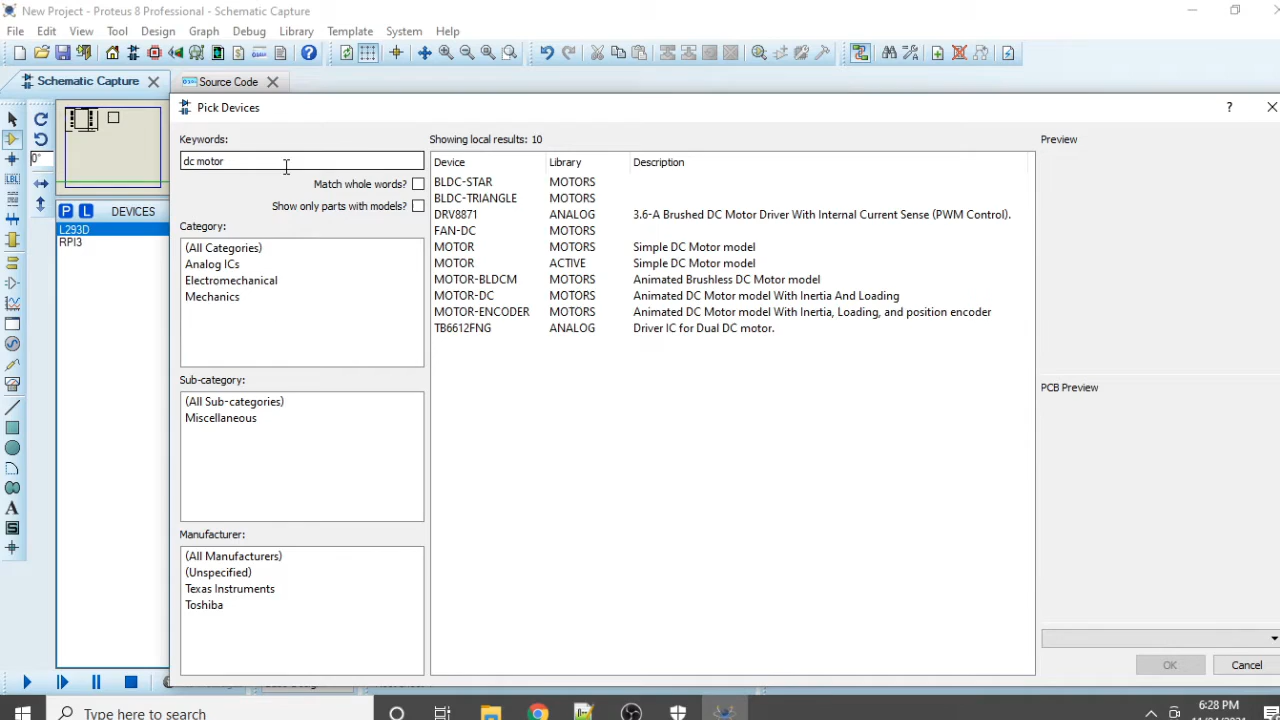 New Project - Proteus 8 Professional - Schematic Capture
File Edit View Tool Design Graph Debug Library Template System Help
Schematic Capture Source Code
Pick Devices
Keywords: Showing local results: 10 Preview
dc motor
Device Library Description
Match whole words?
Show only parts with models?
BLDC-STAR MOTORS
BLDC-TRIANGLE MOTORS
DRV8871 ANALOG 3.6-A Brushed DC Motor Driver With Internal Current Sense (PWM Control).
FAN-DC MOTORS
MOTOR MOTORS Simple DC Motor model
MOTOR ACTIVE Simple DC Motor model
MOTOR-BLDCM MOTORS Animated Brushless DC Motor model
MOTOR-DC MOTORS Animated DC Motor model With Inertia And Loading
MOTOR-ENCODER MOTORS Animated DC Motor model With Inertia, Loading, and position encoder
TB6612FNG ANALOG Driver IC for Dual DC motor.
0°
LBL
P L DEVICES
L293D
RPI3
Category:
(All Categories)
Analog ICs
Electromechanical
Mechanics
Sub-category:
(All Sub-categories)
Miscellaneous
Manufacturer:
(All Manufacturers)
(Unspecified)
Texas Instruments
Toshiba
PCB Preview
OK Cancel
Type here to search
6:28 PM